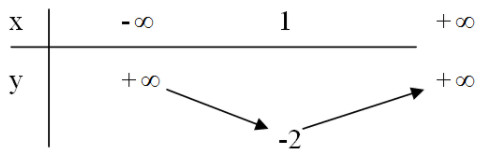 x -∞ 1 +∞
y +∞ +∞
-2